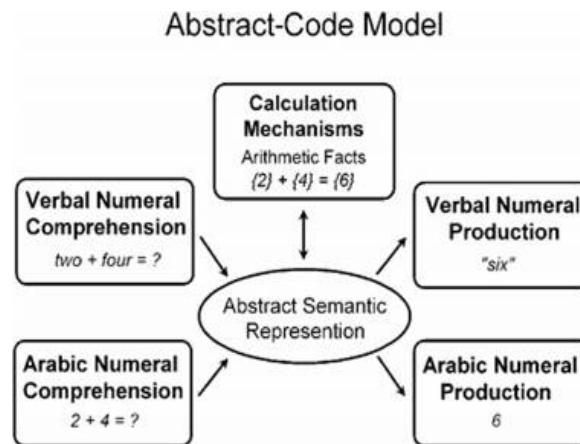 Abstract-Code Model
Calculation
Mechanisms
Arithmetic Facts
{2} + {4} = {6}
Verbal Numeral
Comprehension
two + four = ?
Verbal Numeral
Production
"six"
Abstract Semantic
Represention
Arabic Numeral
Comprehension
2 + 4 = ?
Arabic Numeral
Production
6